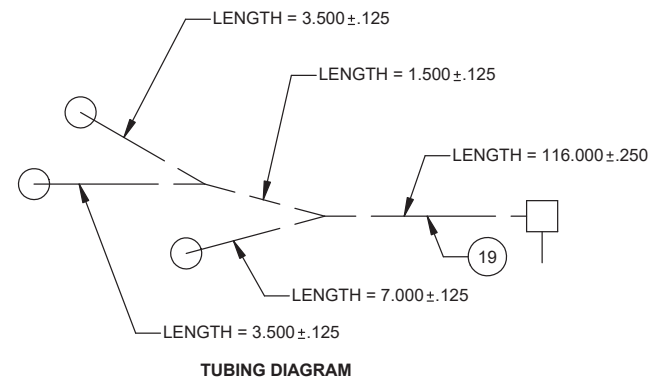 LENGTH = 3.500±.125
LENGTH = 1.500±.125
LENGTH = 116.000±.250
19
LENGTH = 7.000±.125
LENGTH = 3.500±.125
TUBING DIAGRAM